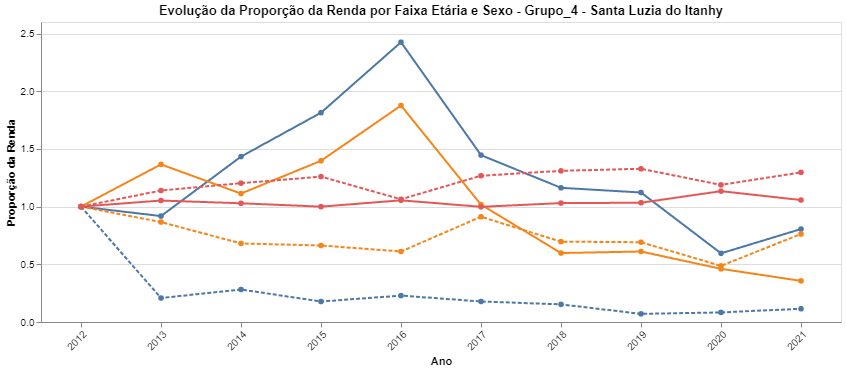 Evolução da Proporção da Renda por Faixa Etária e Sexo - Grupo_4 - Santa Luzia do Itanhy
2.5
2.0
1.5
1.0
0.5
0.0
Proporção da Renda
2012 2013 2014 2015 2016 2017 2018 2019 2020 2021
Ano